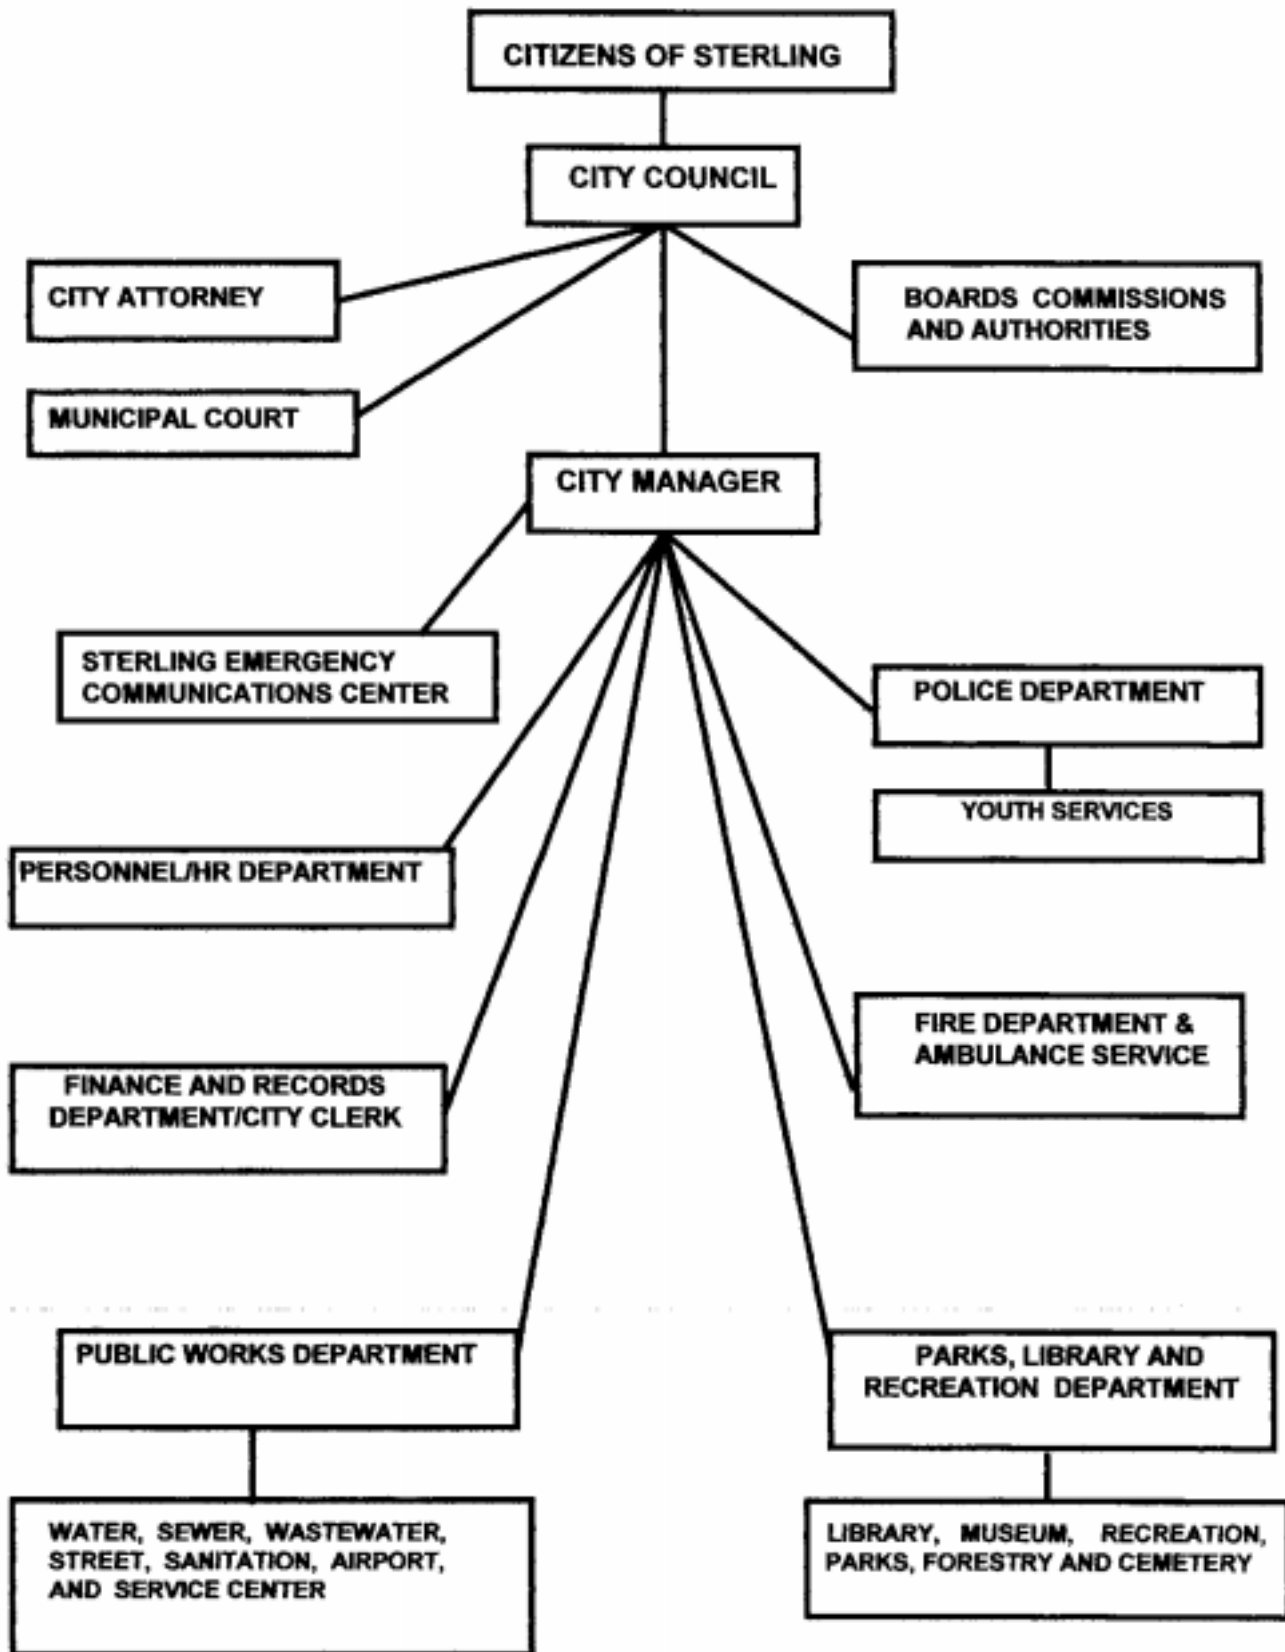 CITIZENS OF STERLING
CITY COUNCIL
CITY ATTORNEY
BOARDS COMMISSIONS
AND AUTHORITIES
MUNICIPAL COURT
CITY MANAGER
STERLING EMERGENCY
COMMUNICATIONS CENTER
POLICE DEPARTMENT
YOUTH SERVICES
PERSONNEL/HR DEPARTMENT
FIRE DEPARTMENT &
AMBULANCE SERVICE
FINANCE AND RECORDS
DEPARTMENT/CITY CLERK
PUBLIC WORKS DEPARTMENT
PARKS, LIBRARY AND
RECREATION DEPARTMENT
WATER, SEWER, WASTEWATER,
STREET, SANITATION, AIRPORT,
AND SERVICE CENTER
LIBRARY, MUSEUM, RECREATION,
PARKS, FORESTRY AND CEMETERY